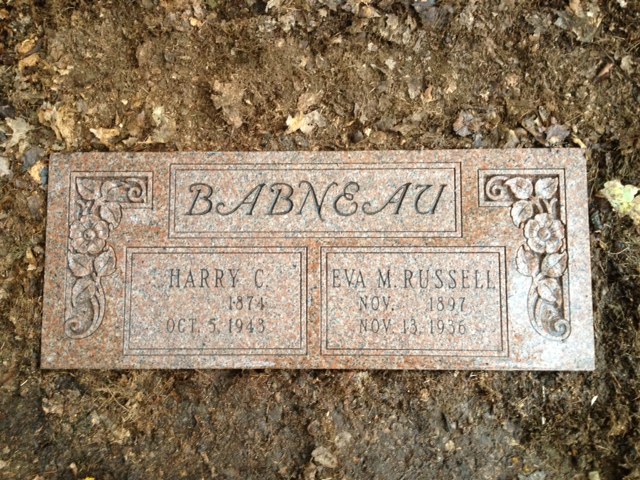 BABNEAU
HARRY C.
1874
OCT. 5, 1943
EVA M. RUSSELL
NOV. 1897
NOV. 13, 1936